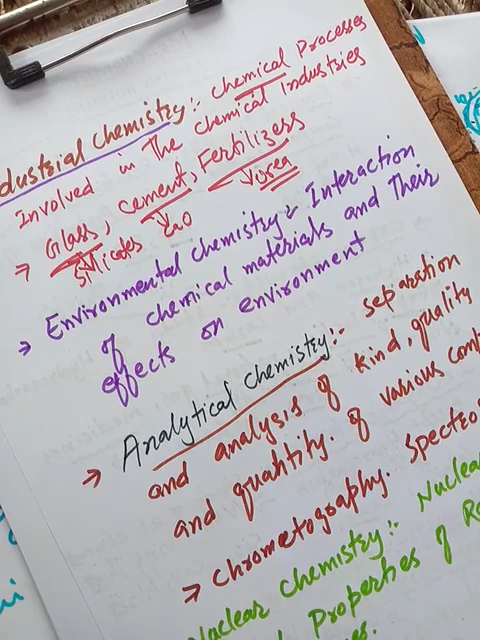 dustrial Chemistry:- Chemical Processes
Involved in The chemical Industries
→ Glass, cement, Fertilizers
silicates CaO Urea
→ Environmental chemistry:- Interaction
of chemical materials and Their
effects on environment
→ Analytical chemistry:- separation
and analysis of kind, quality
and quantity. of various comp
→ Chrometography. Spectro
Nuclear chemistry:- Nuclea
Properties of R